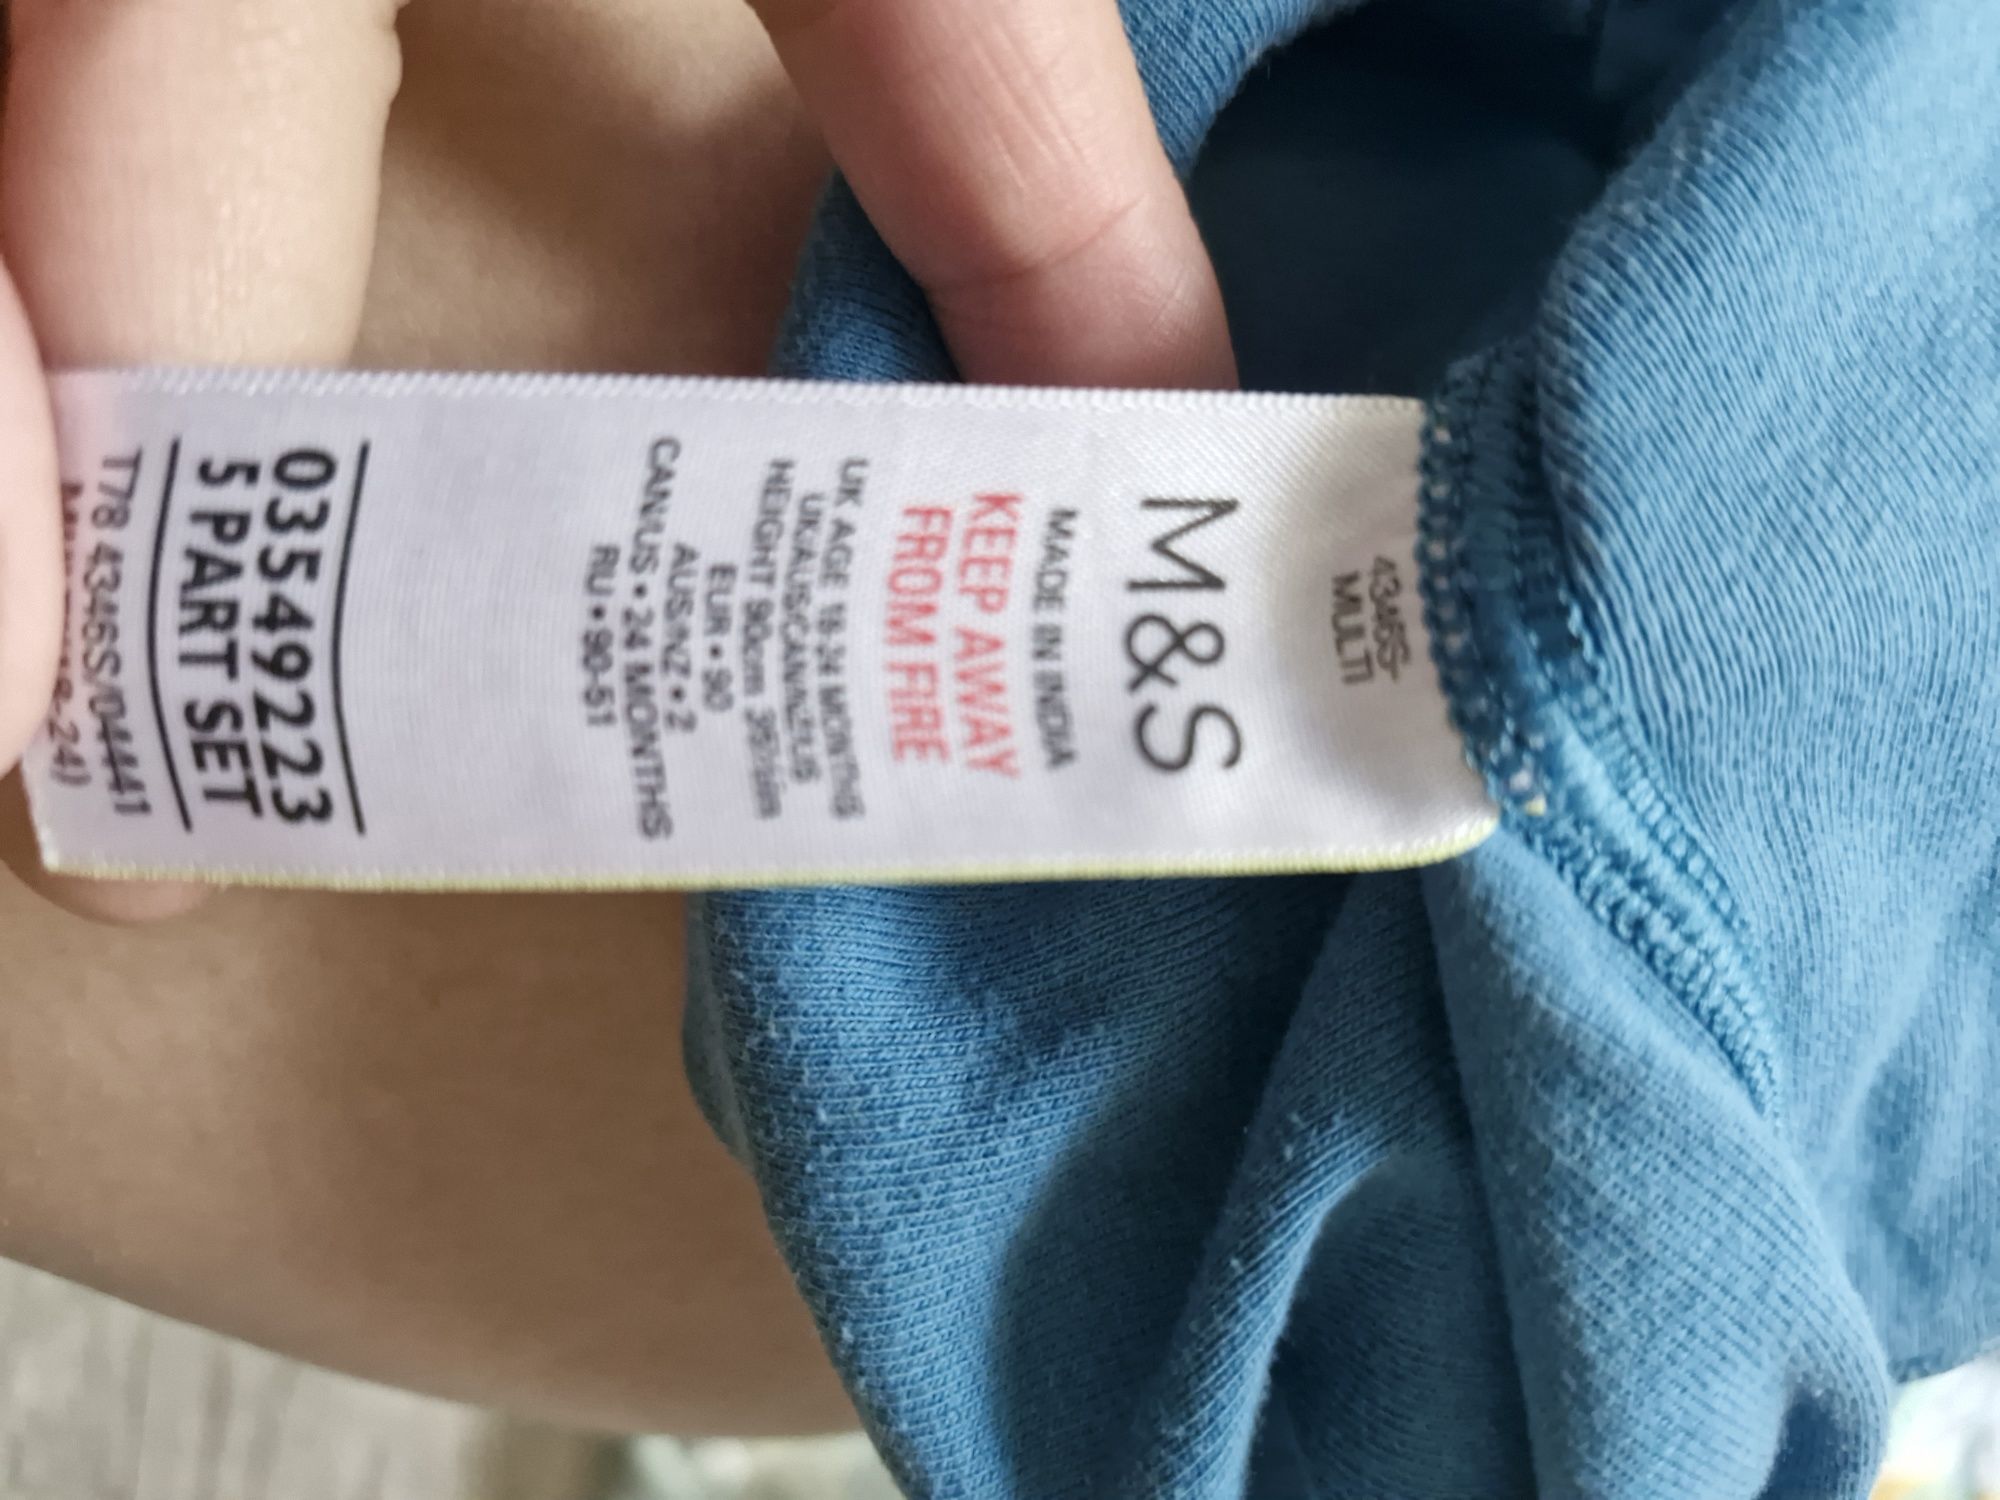 4346S-
MULTI
M&S
MADE IN INDIA
KEEP AWAY
FROM FIRE
UK AGE 18-24 MONTHS
UK/AUS/CAN/NZ/US
HEIGHT 90cm 35½in
EUR • 90
AUS/NZ • 2
CAN/US • 24 MONTHS
RU • 90-51
03549223
5 PART SET
T78 4346S/04441